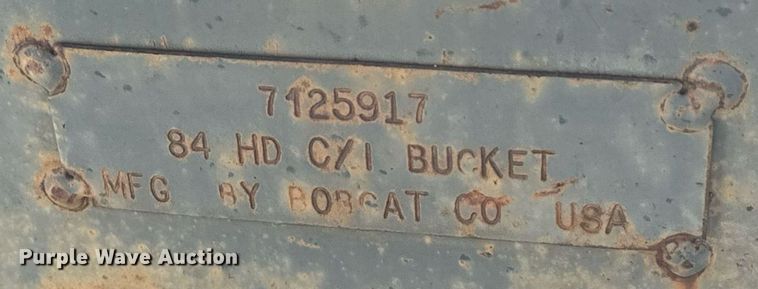 7125917
84 HD C/I BUCKET
MFG BY BOBCAT CO USA
Purple Wave Auction